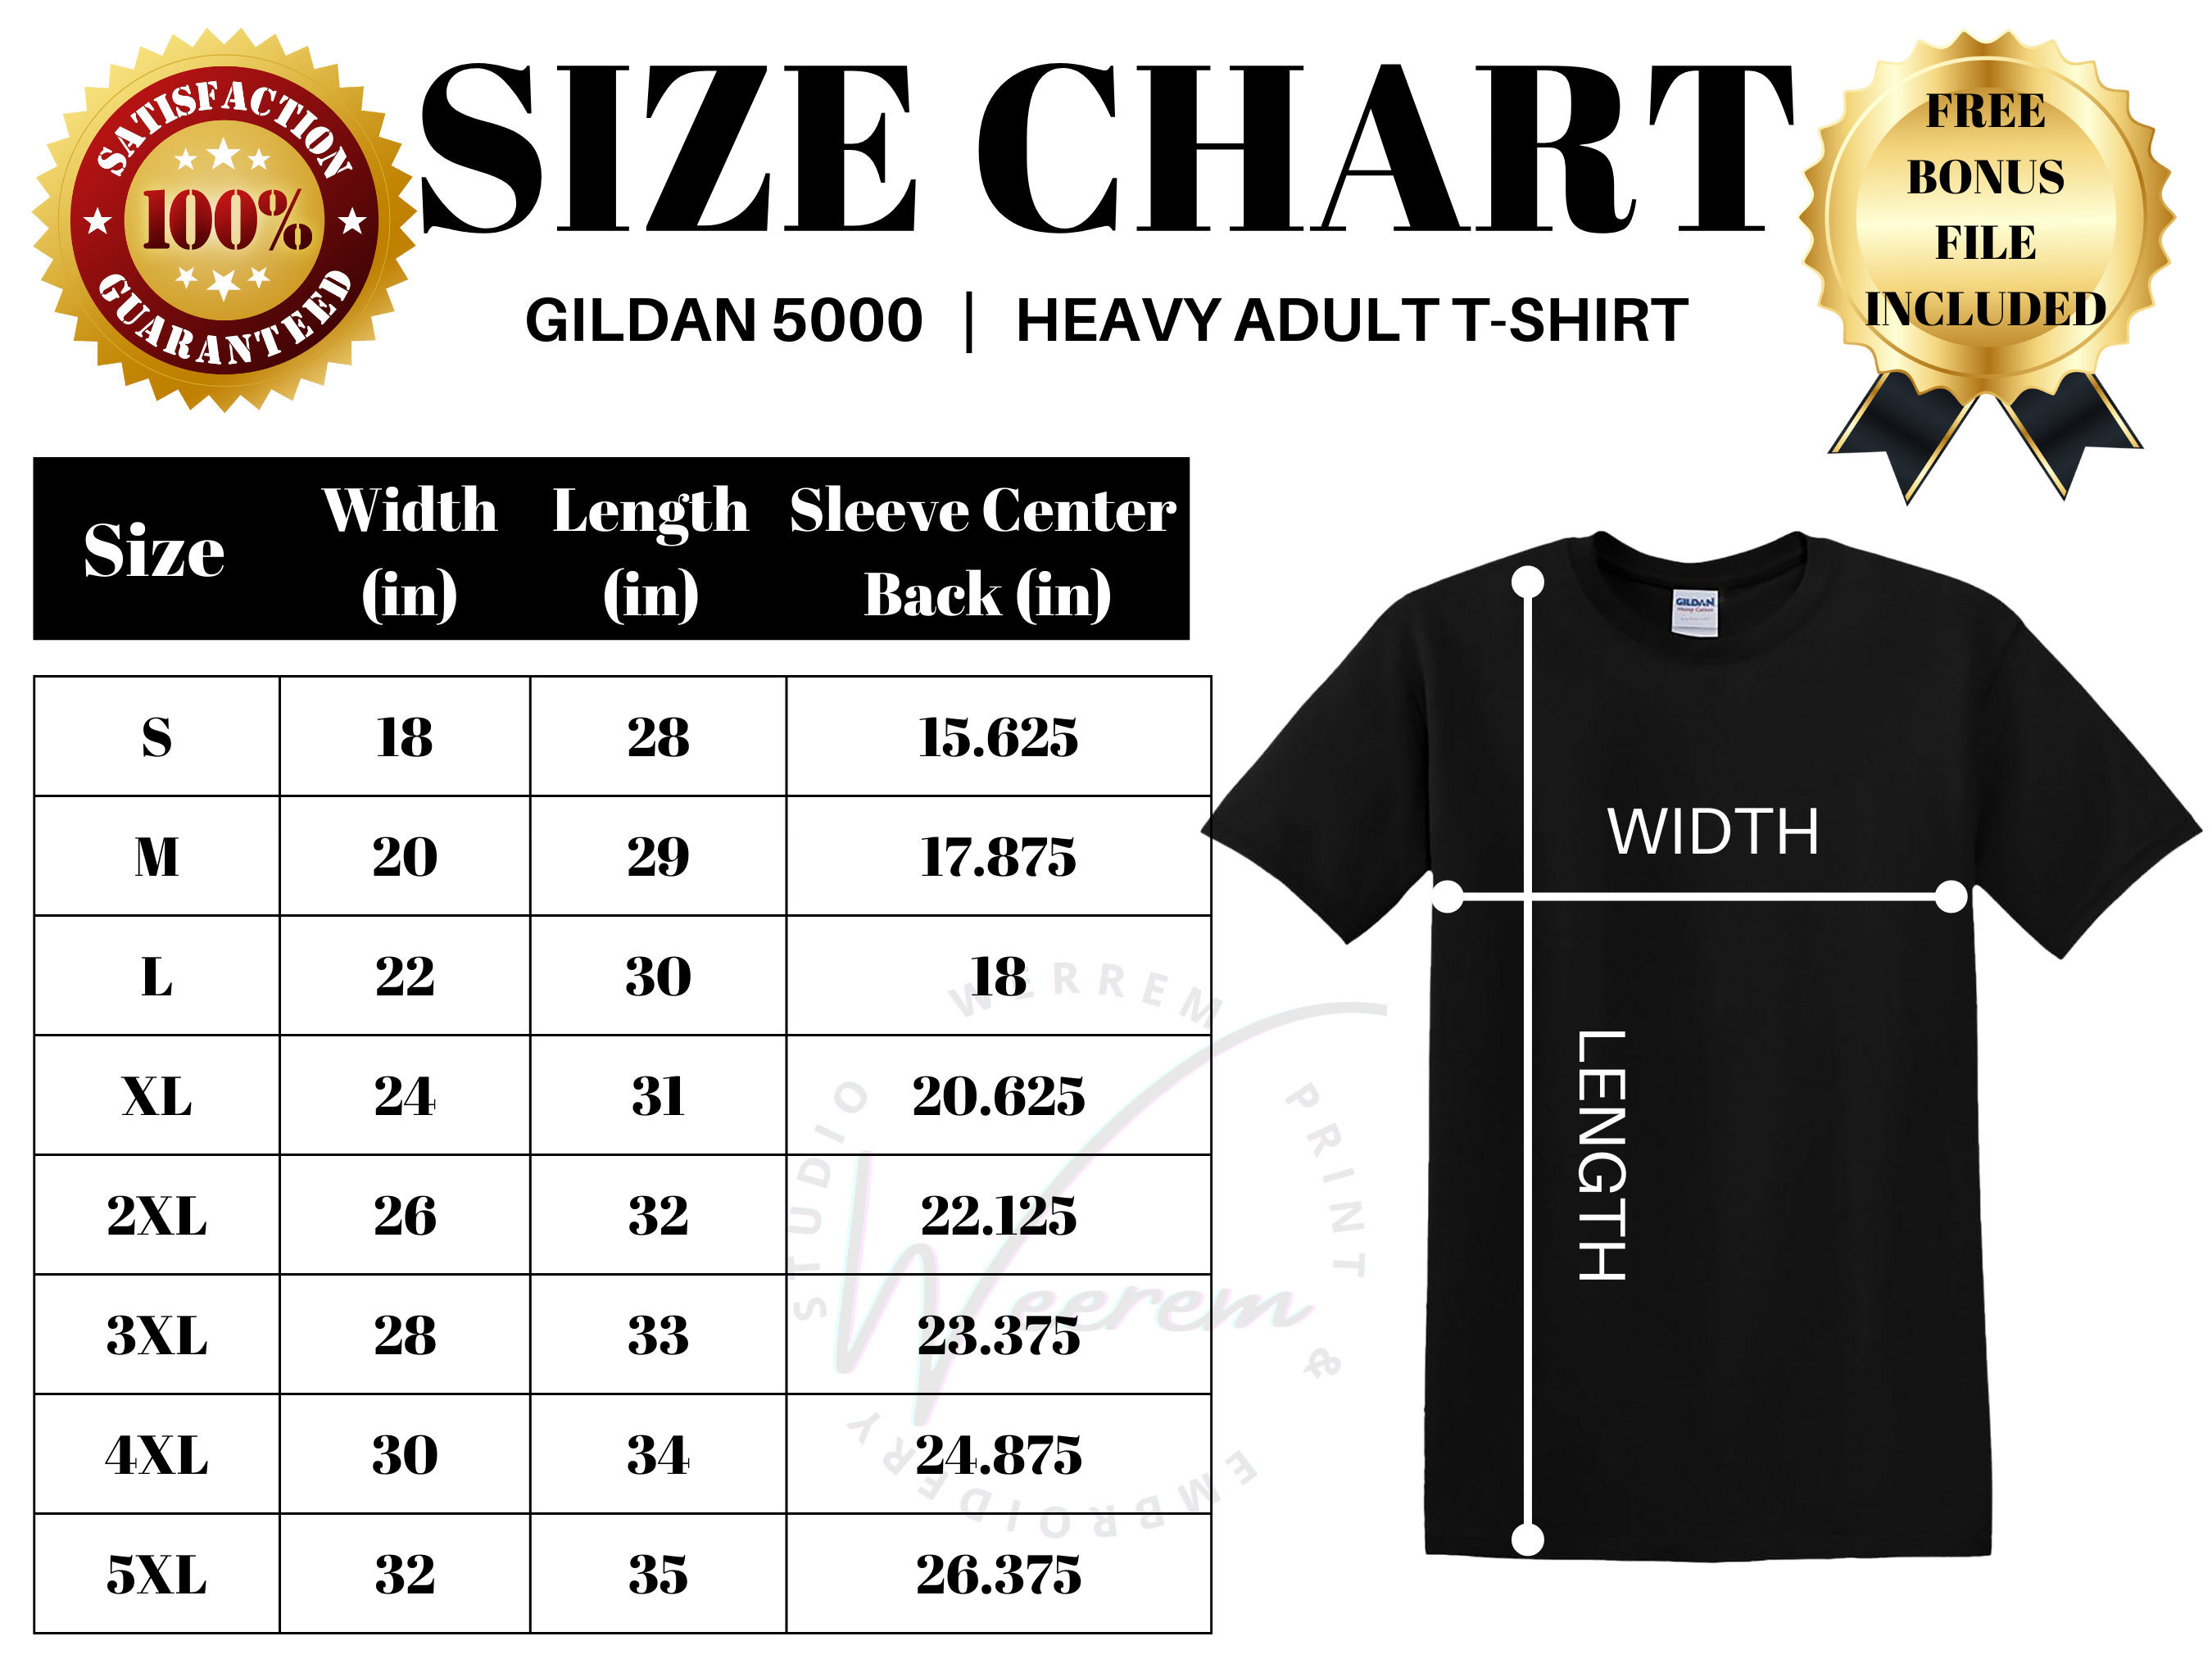 SATISFACTION
100%
GUARANTEED
SIZE CHART
GILDAN 5000 | HEAVY ADULT T-SHIRT
FREE
BONUS
FILE
INCLUDED
Size Width (in) Length (in) Sleeve Center Back (in)
S 18 28 15.625
M 20 29 17.875
L 22 30 18
XL 24 31 20.625
2XL 26 32 22.125
3XL 28 33 23.375
4XL 30 34 24.875
5XL 32 35 26.375
WERREM PRINT & EMBROIDERY STUDIO
Weerem
GILDAN
Heavy Cotton
WIDTH
LENGTH